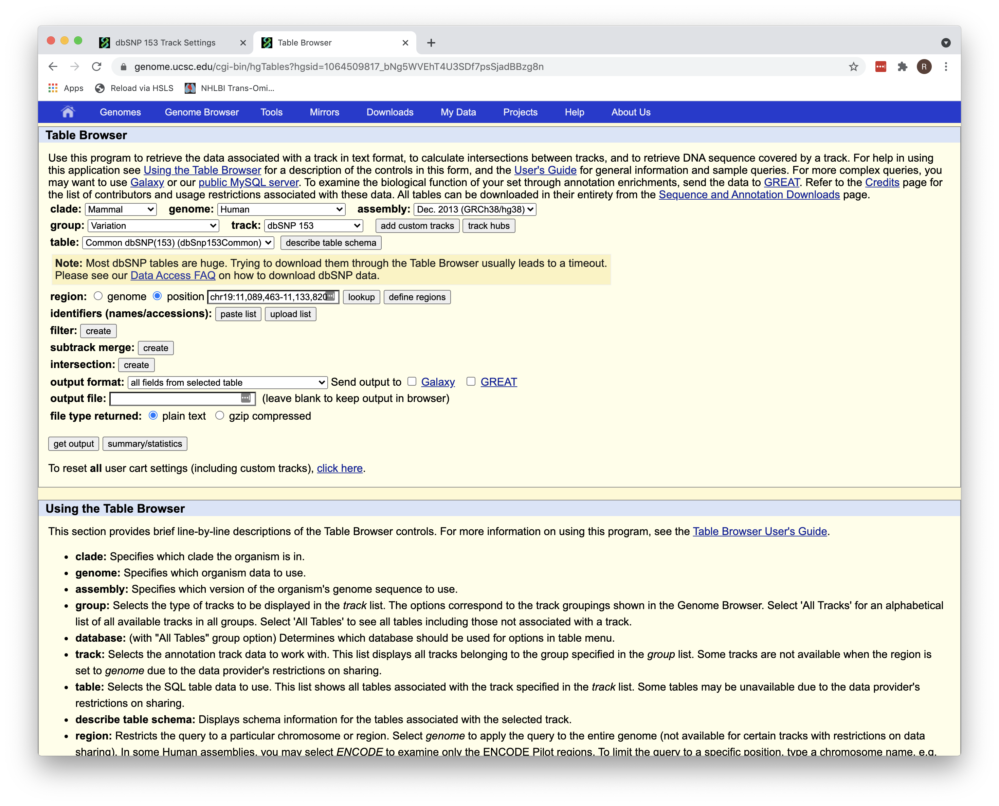 dbSNP 153 Track Settings
Table Browser
genome.ucsc.edu/cgi-bin/hgTables?hgsid=1064509817_bNg5WVEhT4U3SDf7psSjadBBzg8n
R
Apps Reload via HSLS NHLBI Trans-Omi...
Genomes Genome Browser Tools Mirrors Downloads My Data Projects Help About Us
Table Browser
Use this program to retrieve the data associated with a track in text format, to calculate intersections between tracks, and to retrieve DNA sequence covered by a track. For help in using
this application see Using the Table Browser for a description of the controls in this form, and the User's Guide for general information and sample queries. For more complex queries, you
may want to use Galaxy or our public MySQL server. To examine the biological function of your set through annotation enrichments, send the data to GREAT. Refer to the Credits page for
the list of contributors and usage restrictions associated with these data. All tables can be downloaded in their entirety from the Sequence and Annotation Downloads page.
clade: Mammal genome: Human assembly: Dec. 2013 (GRCh38/hg38)
group: Variation track: dbSNP 153 add custom tracks track hubs
table: Common dbSNP(153) (dbSnp153Common) describe table schema
Note: Most dbSNP tables are huge. Trying to download them through the Table Browser usually leads to a timeout.
Please see our Data Access FAQ on how to download dbSNP data.
region: genome position chr19:11,089,463-11,133,820 lookup define regions
identifiers (names/accessions): paste list upload list
filter: create
subtrack merge: create
intersection: create
output format: all fields from selected table Send output to Galaxy GREAT
output file: (leave blank to keep output in browser)
file type returned: plain text gzip compressed
get output summary/statistics
To reset all user cart settings (including custom tracks), click here.
Using the Table Browser
This section provides brief line-by-line descriptions of the Table Browser controls. For more information on using this program, see the Table Browser User's Guide.
• clade: Specifies which clade the organism is in.
• genome: Specifies which organism data to use.
• assembly: Specifies which version of the organism's genome sequence to use.
• group: Selects the type of tracks to be displayed in the track list. The options correspond to the track groupings shown in the Genome Browser. Select 'All Tracks' for an alphabetical
list of all available tracks in all groups. Select 'All Tables' to see all tables including those not associated with a track.
• database: (with "All Tables" group option) Determines which database should be used for options in table menu.
• track: Selects the annotation track data to work with. This list displays all tracks belonging to the group specified in the group list. Some tracks are not available when the region is
set to genome due to the data provider's restrictions on sharing.
• table: Selects the SQL table data to use. This list shows all tables associated with the track specified in the track list. Some tables may be unavailable due to the data provider's
restrictions on sharing.
• describe table schema: Displays schema information for the tables associated with the selected track.
• region: Restricts the query to a particular chromosome or region. Select genome to apply the query to the entire genome (not available for certain tracks with restrictions on data
sharing). In some Human assemblies, you may select ENCODE to examine only the ENCODE Pilot regions. To limit the query to a specific position, type a chromosome name, e.g.